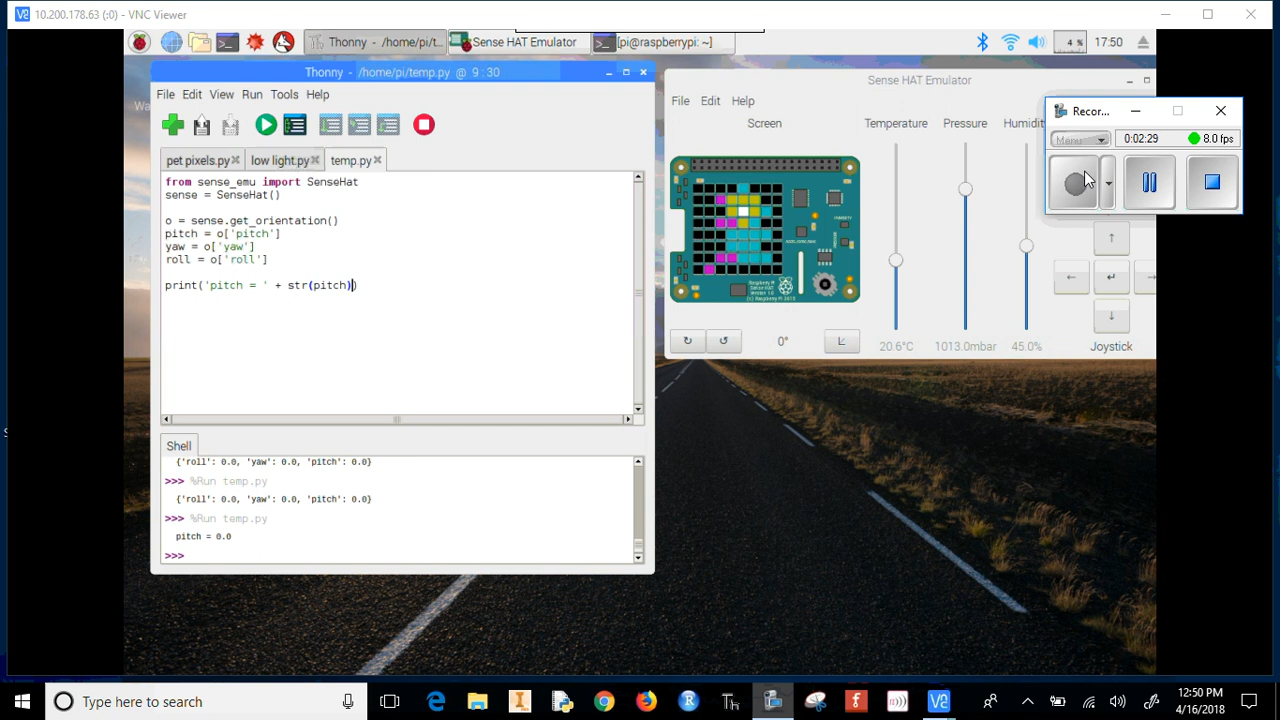 10.200.178.63 (:0) - VNC Viewer
Thonny - /home/pi/t...
Sense HAT Emulator
[pi@raspberrypi: ~]
4 %
17:50
Thonny - /home/pi/temp.py @ 9 : 30
File Edit View Run Tools Help
pet pixels.py
low light.py
temp.py
from sense_emu import SenseHat
sense = SenseHat()
o = sense.get_orientation()
pitch = o['pitch']
yaw = o['yaw']
roll = o['roll']
print('pitch = ' + str(pitch))
Shell
{'roll': 0.0, 'yaw': 0.0, 'pitch': 0.0}
>>> %Run temp.py
{'roll': 0.0, 'yaw': 0.0, 'pitch': 0.0}
>>> %Run temp.py
pitch = 0.0
>>>
Sense HAT Emulator
File Edit Help
Screen
Temperature
Pressure
Humidit
0°
20.6°C
1013.0mbar
45.0%
Joystick
Recor...
Menu
0:02:29
8.0 fps
Type here to search
12:50 PM
4/16/2018